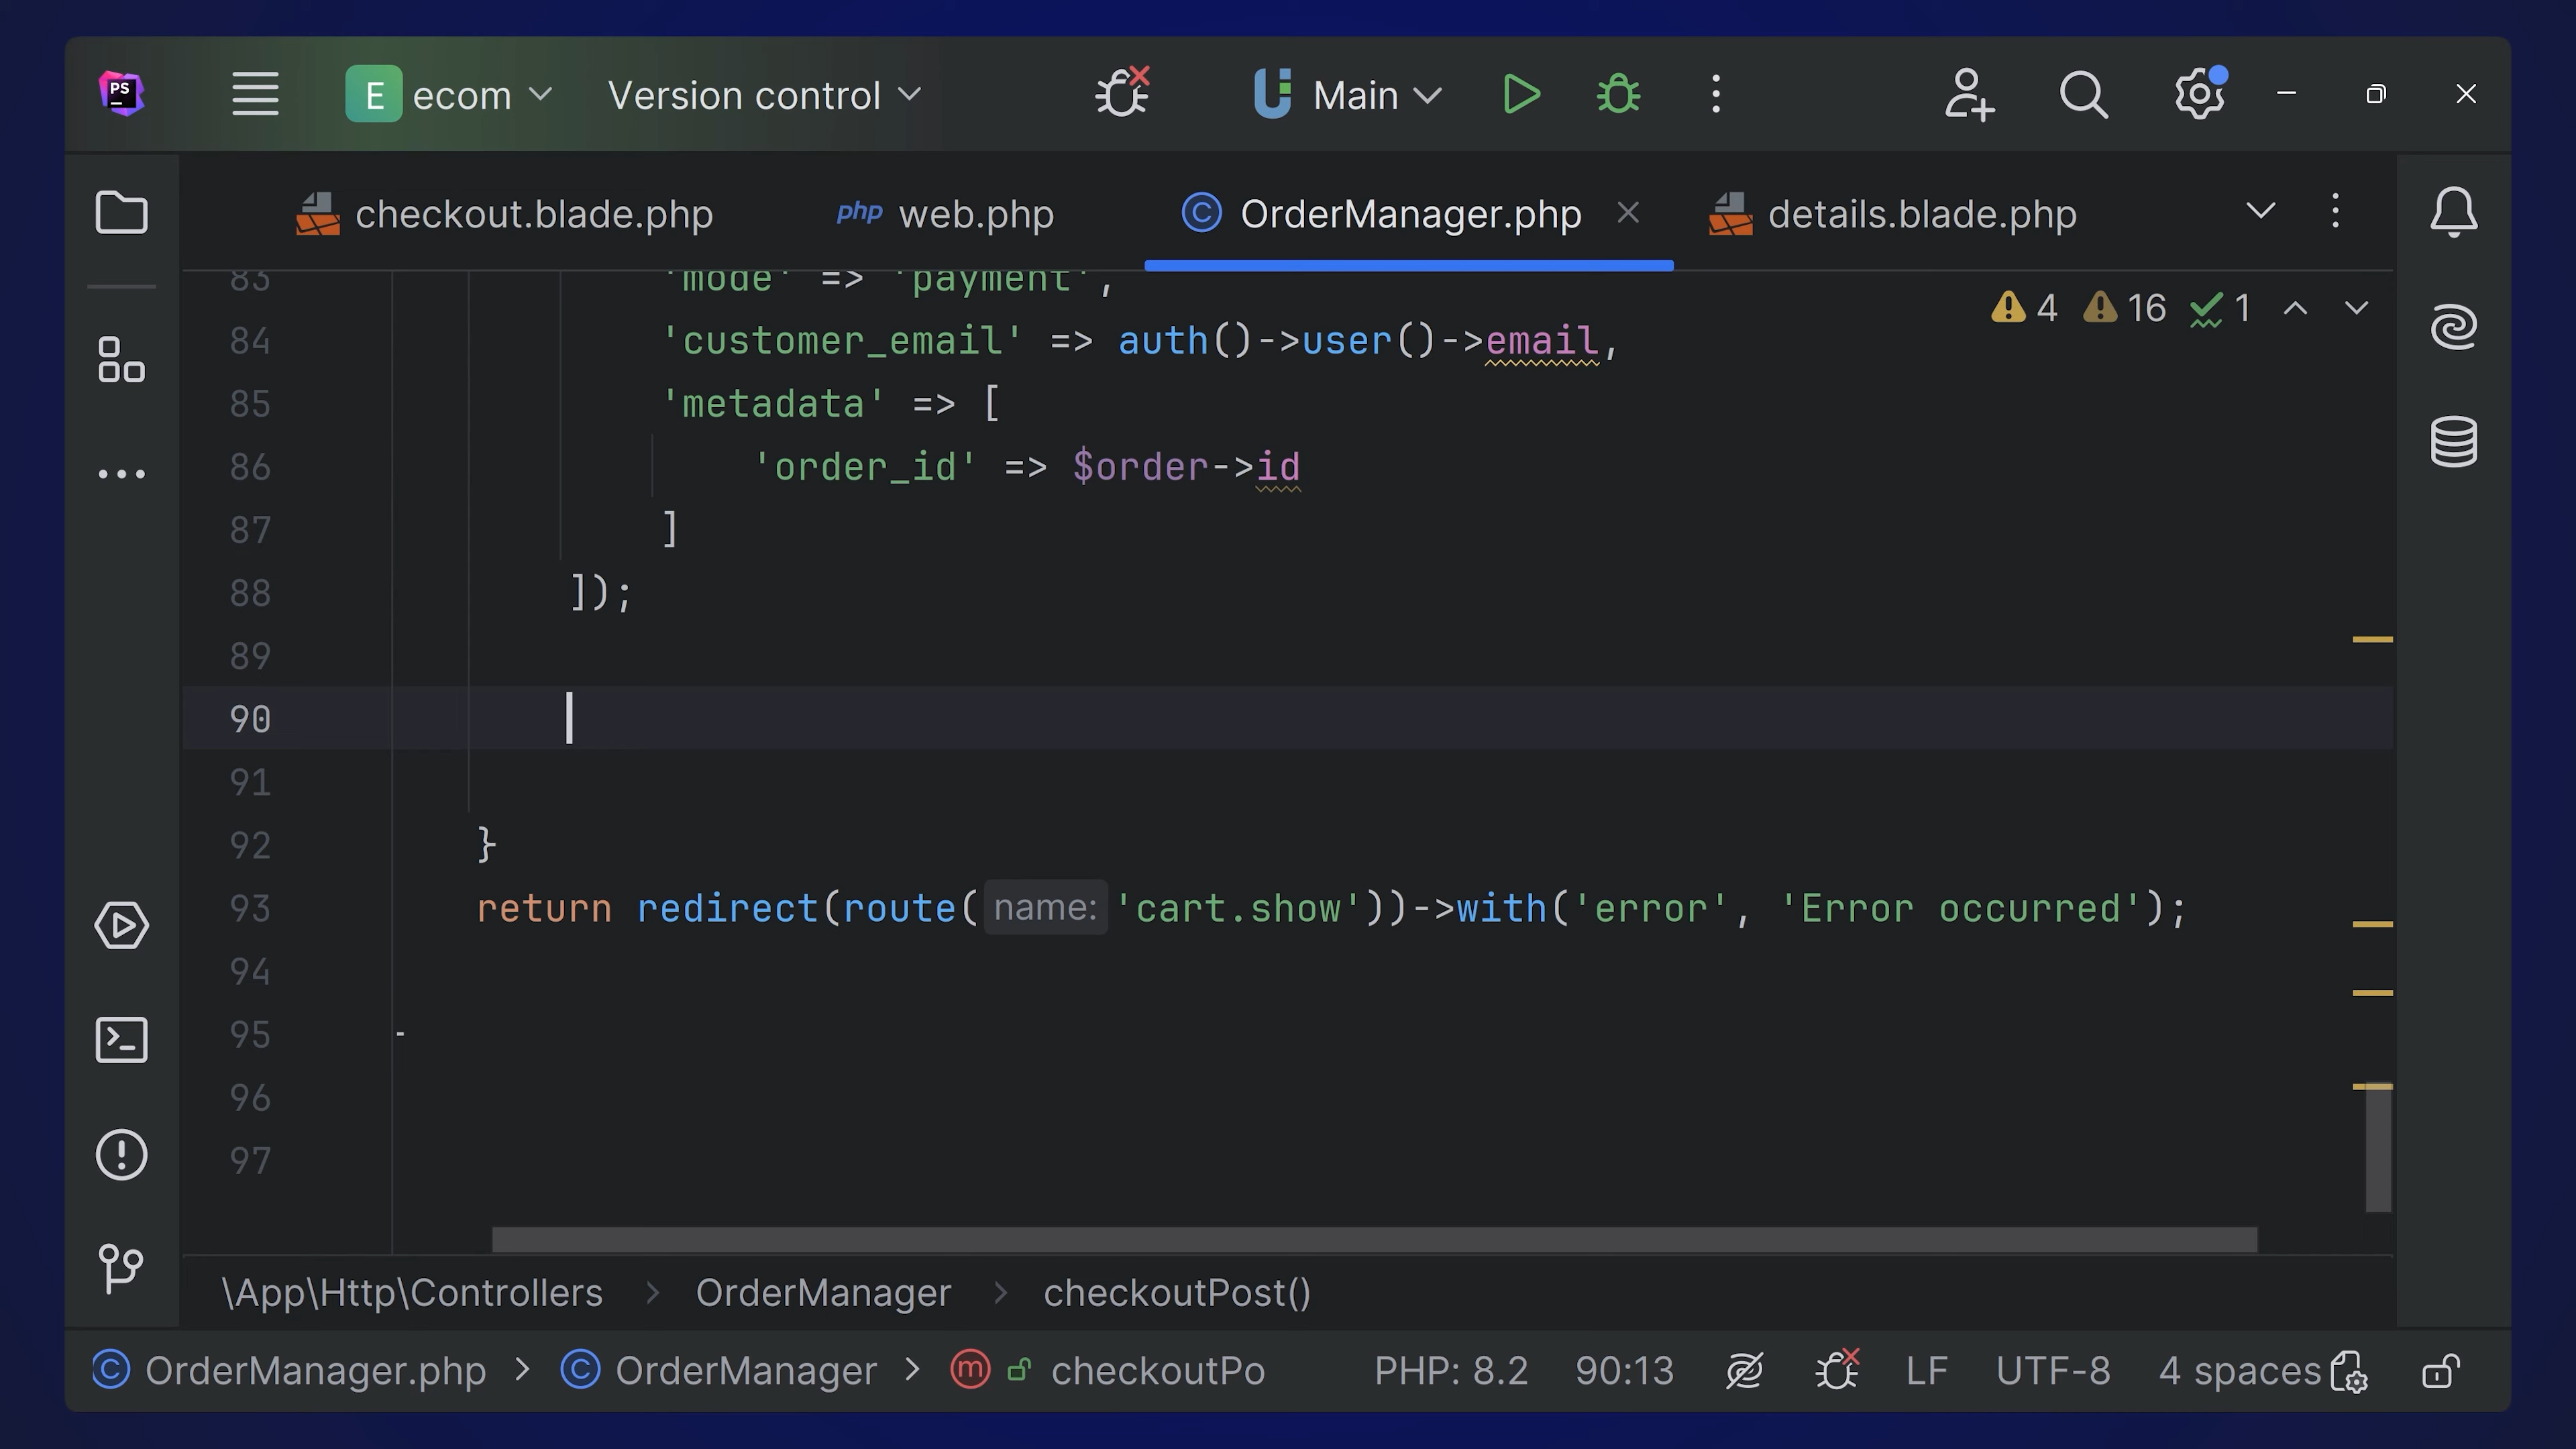 PS
E ecom Version control Main
checkout.blade.php php web.php C OrderManager.php details.blade.php
4 16 1
83 'mode' => 'payment',
84 'customer_email' => auth()->user()->email,
85 'metadata' => [
86 'order_id' => $order->id
87 ]
88 ]);
89
90
91
92 }
93 return redirect(route( name: 'cart.show'))->with('error', 'Error occurred');
94
95
96
97
\App\Http\Controllers > OrderManager > checkoutPost()
C OrderManager.php > C OrderManager > m checkoutPo PHP: 8.2 90:13 LF UTF-8 4 spaces